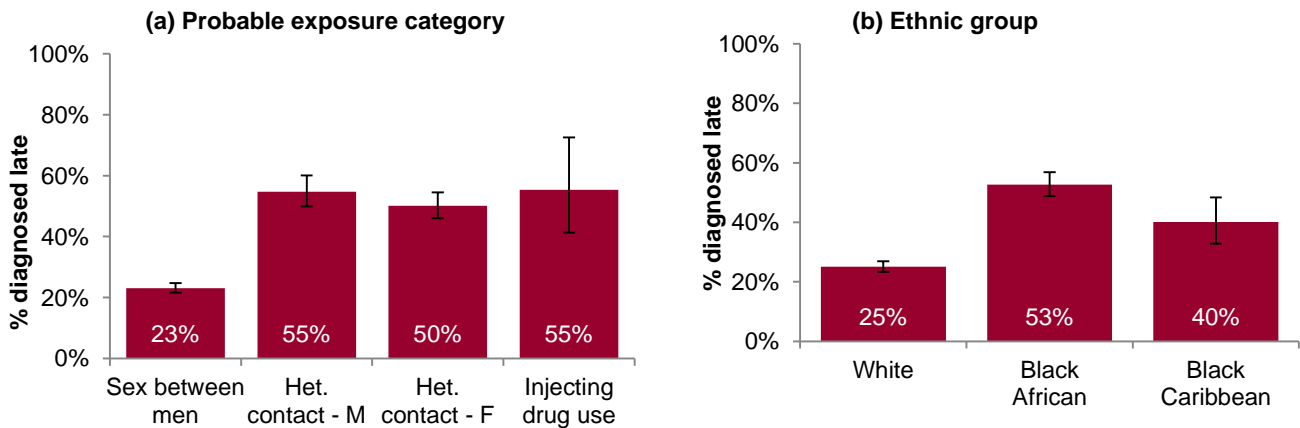 (a) Probable exposure category
% diagnosed late
100%
80%
60%
40%
20%
0%
23%
55%
50%
55%
Sex between
men
Het.
contact - M
Het.
contact - F
Injecting
drug use
(b) Ethnic group
% diagnosed late
100%
80%
60%
40%
20%
0%
25%
53%
40%
White
Black
African
Black
Caribbean